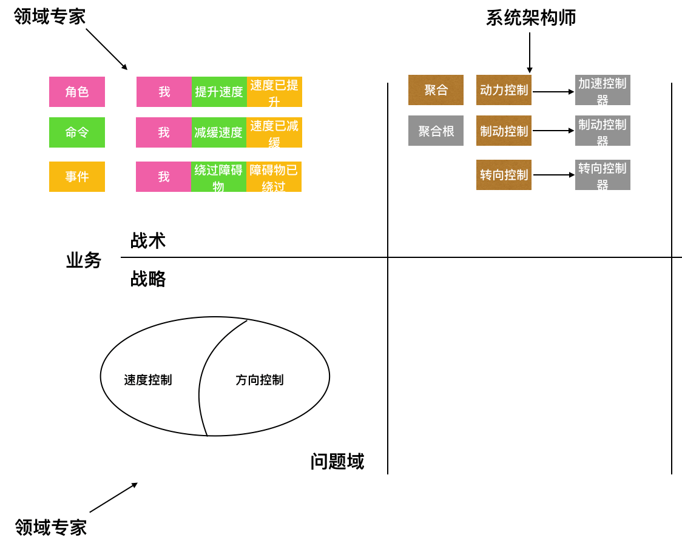 领域专家
系统架构师
角色
我
提升速度
速度已提
升
聚合
动力控制
加速控制
器
命令
我
减缓速度
速度已减
缓
聚合根
制动控制
制动控制
器
事件
我
绕过障碍
物
障碍物已
绕过
转向控制
转向控制
器
战术
业务
战略
速度控制
方向控制
问题域
领域专家